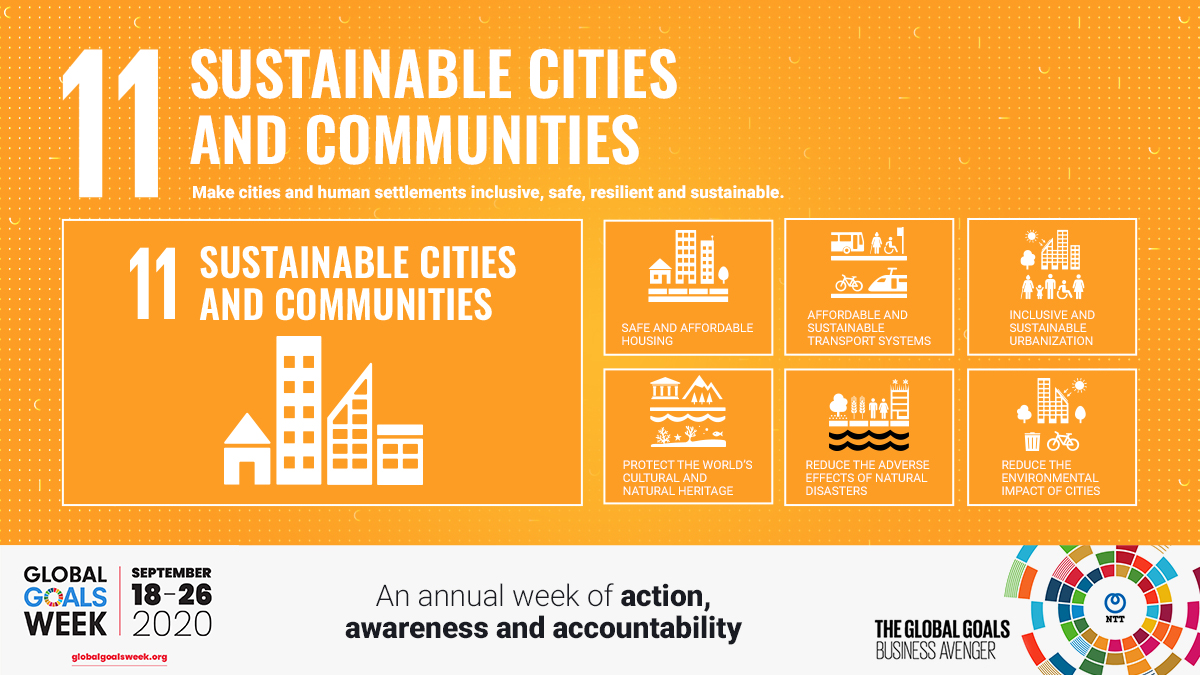 11
SUSTAINABLE CITIES
AND COMMUNITIES
Make cities and human settlements inclusive, safe, resilient and sustainable.
11
SUSTAINABLE CITIES
AND COMMUNITIES
SAFE AND AFFORDABLE
HOUSING
AFFORDABLE AND
SUSTAINABLE
TRANSPORT SYSTEMS
INCLUSIVE AND
SUSTAINABLE
URBANIZATION
PROTECT THE WORLD'S
CULTURAL AND
NATURAL HERITAGE
REDUCE THE ADVERSE
EFFECTS OF NATURAL
DISASTERS
REDUCE THE
ENVIRONMENTAL
IMPACT OF CITIES
GLOBAL
GOALS
WEEK
SEPTEMBER
18-26
2020
globalgoalsweek.org
An annual week of action,
awareness and accountability
THE GLOBAL GOALS
BUSINESS AVENGER
NTT